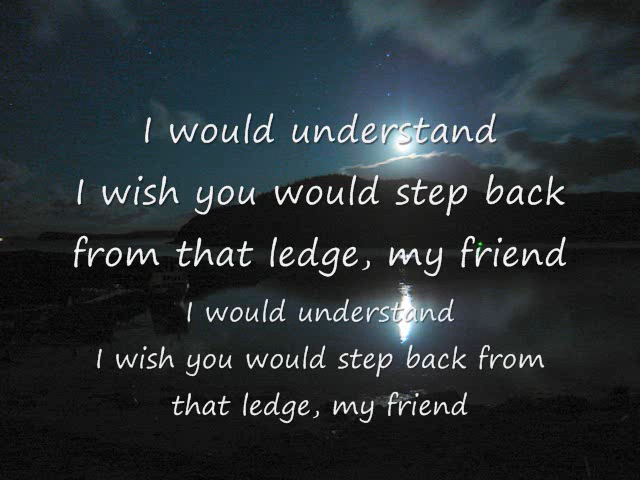 I would understand
I wish you would step back
from that ledge, my friend
I would understand
I wish you would step back from
that ledge, my friend